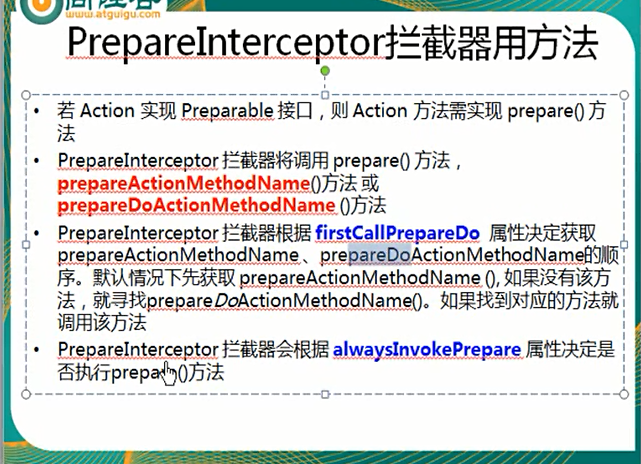 www.atguigu.com
PrepareInterceptor拦截器用方法
• 若 Action 实现 Preparable 接口，则 Action 方法需实现 prepare() 方
法
• PrepareInterceptor 拦截器将调用 prepare() 方法，
prepareActionMethodName()方法 或
prepareDoActionMethodName ()方法
• PrepareInterceptor 拦截器根据 firstCallPrepareDo 属性决定获取
prepareActionMethodName 、prepareDoActionMethodName的顺
序。默认情况下先获取 prepareActionMethodName (), 如果没有该方
法，就寻找prepareDoActionMethodName()。如果找到对应的方法就
调用该方法
• PrepareInterceptor 拦截器会根据 alwaysInvokePrepare 属性决定是
否执行prepare()方法